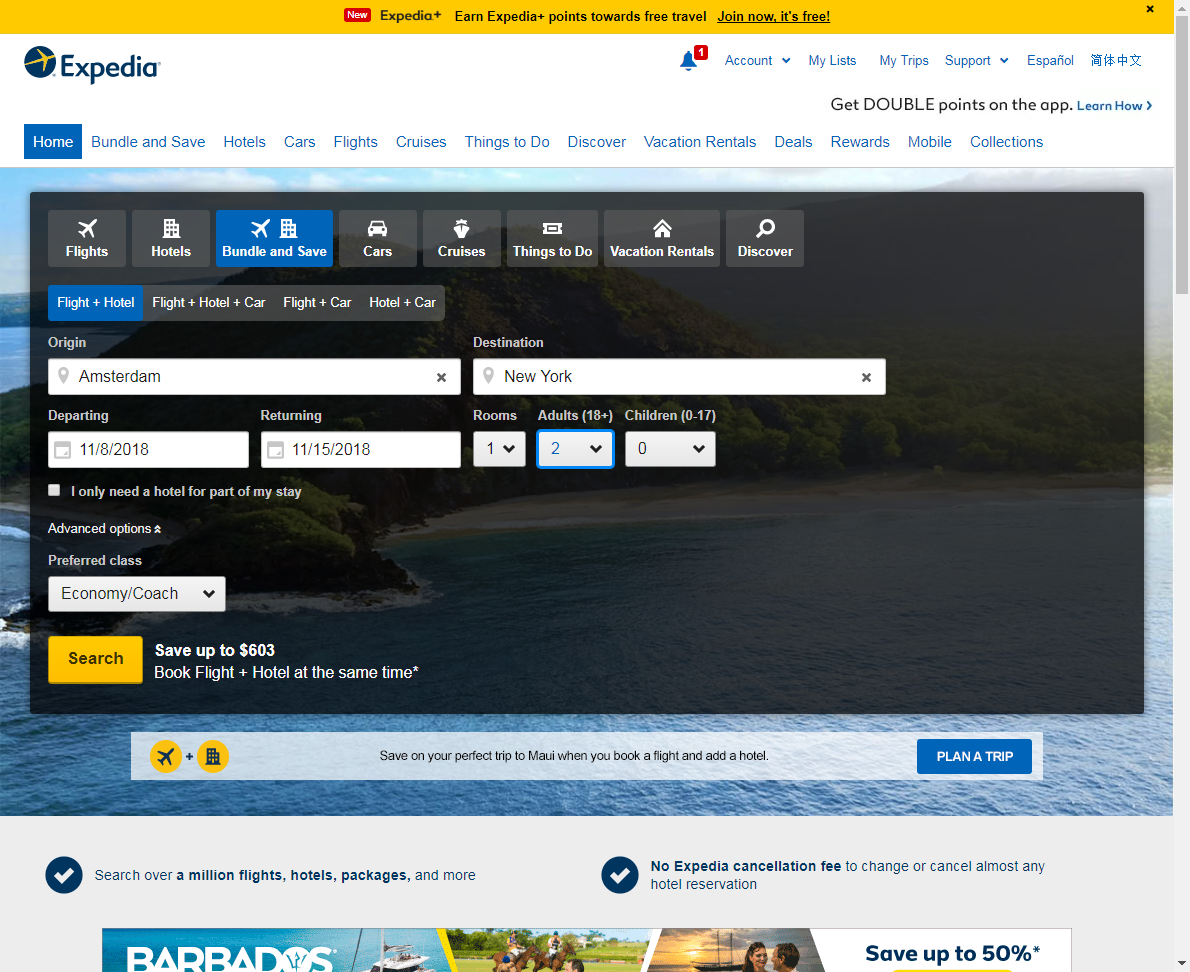 New Expedia+ Earn Expedia+ points towards free travel Join now, it's free!
Expedia
1 Account My Lists My Trips Support Español 简体中文
Get DOUBLE points on the app. Learn How
Home Bundle and Save Hotels Cars Flights Cruises Things to Do Discover Vacation Rentals Deals Rewards Mobile Collections
Flights Hotels Bundle and Save Cars Cruises Things to Do Vacation Rentals Discover
Flight + Hotel Flight + Hotel + Car Flight + Car Hotel + Car
Origin Destination
Amsterdam New York
Departing Returning Rooms Adults (18+) Children (0-17)
11/8/2018 11/15/2018 1 2 0
I only need a hotel for part of my stay
Advanced options
Preferred class
Economy/Coach
Search Save up to $603
Book Flight + Hotel at the same time*
+ Save on your perfect trip to Maui when you book a flight and add a hotel. PLAN A TRIP
Search over a million flights, hotels, packages, and more
No Expedia cancellation fee to change or cancel almost any
hotel reservation
BARBADOS
Save up to 50%*